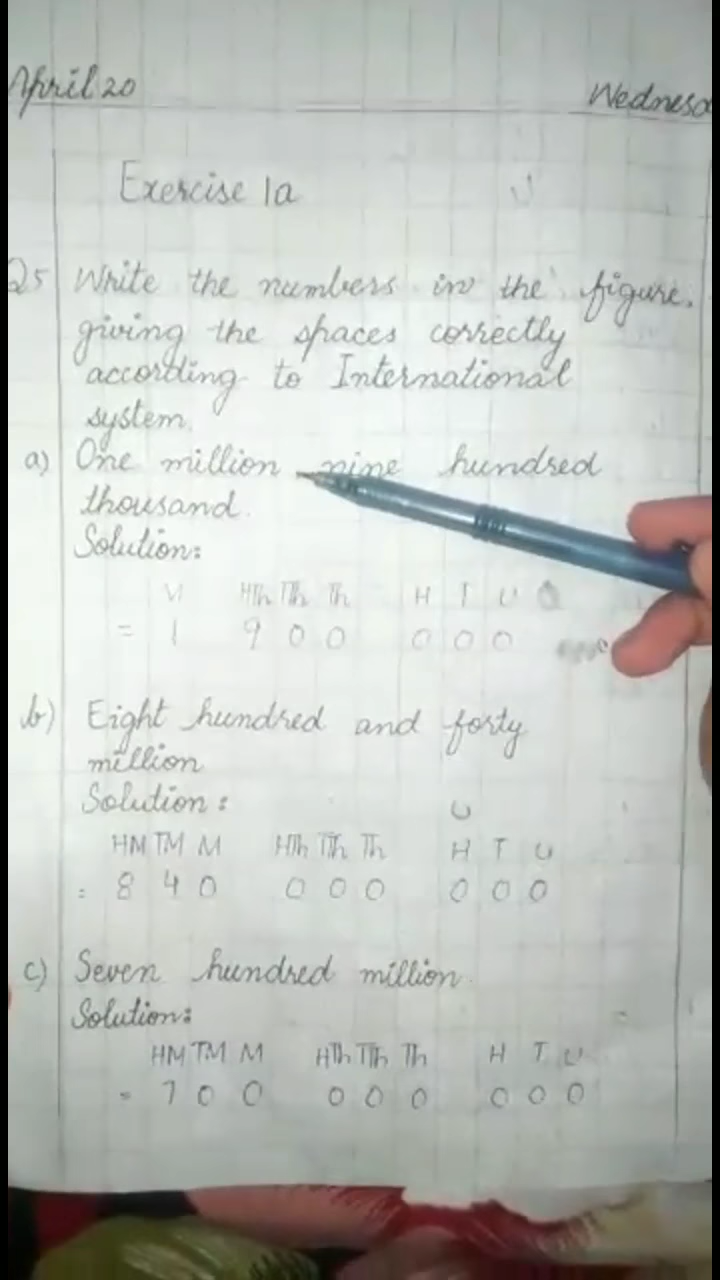 April 20 Wednesd
Exercise 1a
Q5 Write the numbers in the figure.
giving the spaces correctly
according to International
system.
a) One million nine hundred
thousand.
Solution:
M HTh TTh Th H T U
= 1 9 0 0 0 0 0
b) Eight hundred and forty
million
Solution:
HM TM M HTh TTh Th H T U
= 8 4 0 0 0 0 0 0 0
c) Seven hundred million
Solution:
HM TM M HTh TTh Th H T U
= 7 0 0 0 0 0 0 0 0